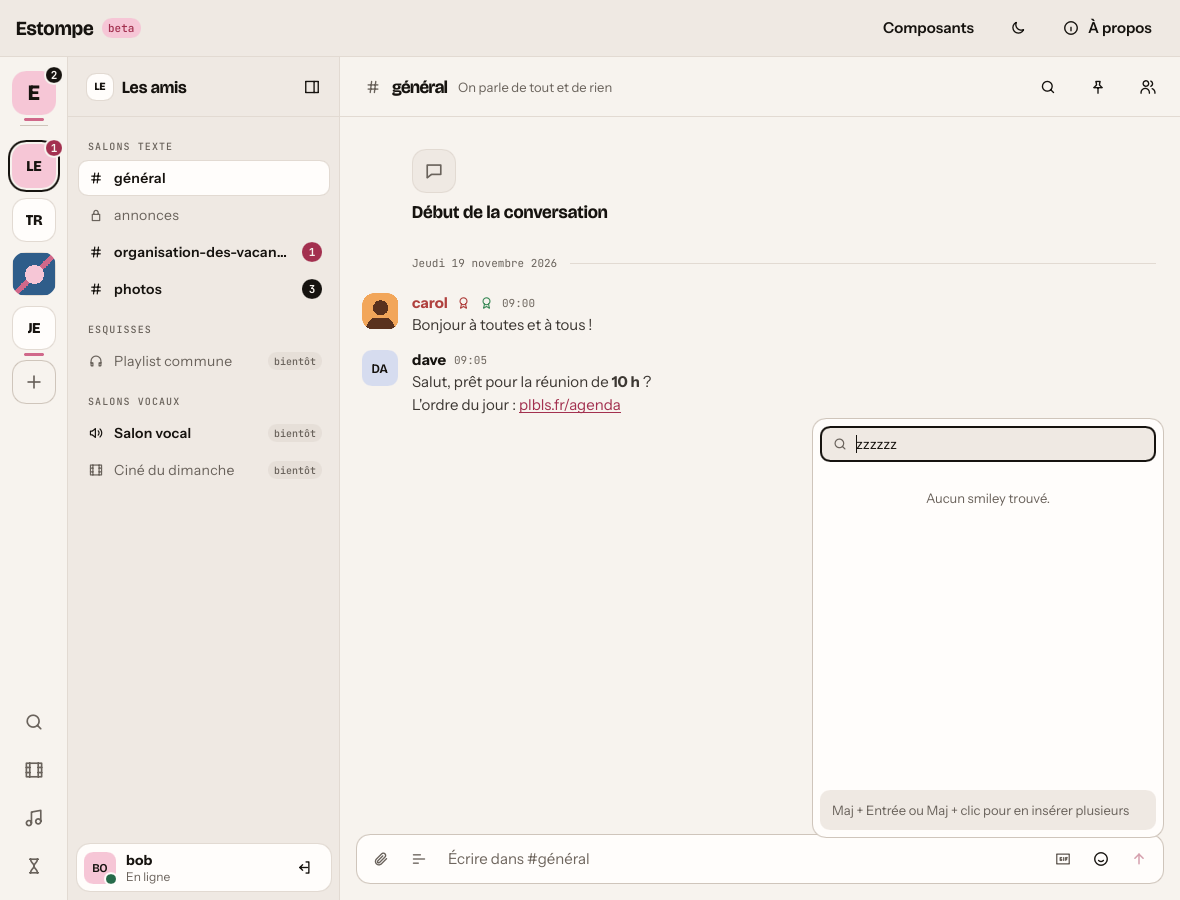 Estompe beta
Composants
À propos
E 2
LE 1
TR
JE
LE Les amis
SALONS TEXTE
# général
annonces
# organisation-des-vacan... 1
# photos 3
ESQUISSES
Playlist commune bientôt
SALONS VOCAUX
Salon vocal bientôt
Ciné du dimanche bientôt
BO bob
En ligne
# général On parle de tout et de rien
Début de la conversation
Jeudi 19 novembre 2026
carol 09:00
Bonjour à toutes et à tous !
DA dave 09:05
Salut, prêt pour la réunion de 10 h ?
L'ordre du jour : plbls.fr/agenda
zzzzzz
Aucun smiley trouvé.
Maj + Entrée ou Maj + clic pour en insérer plusieurs
Écrire dans #général
GIF